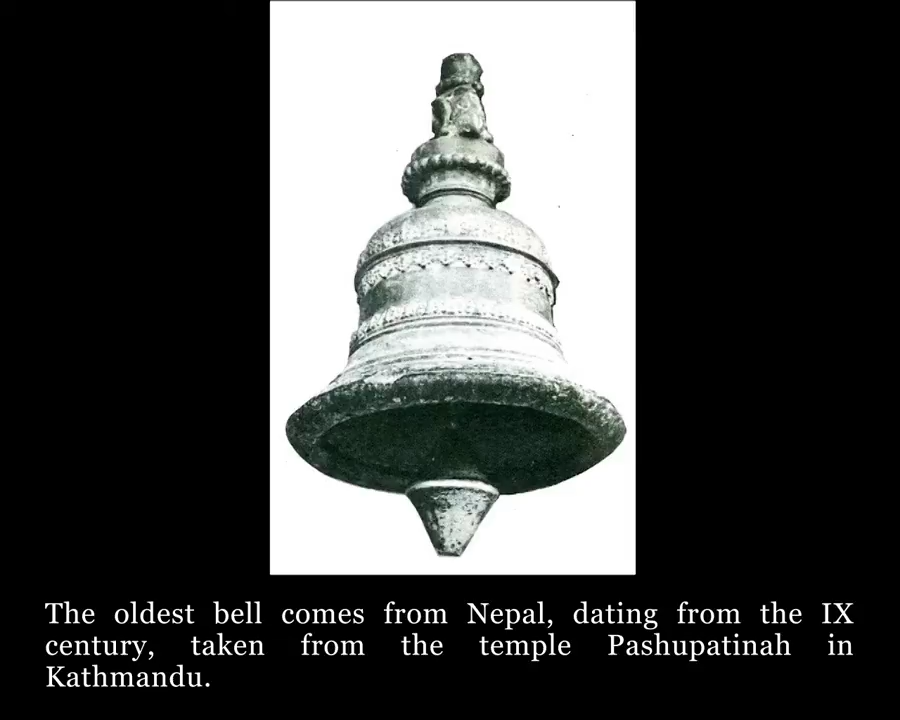 The oldest bell comes from Nepal, dating from the IX
century, taken from the temple Pashupatinah in
Kathmandu.